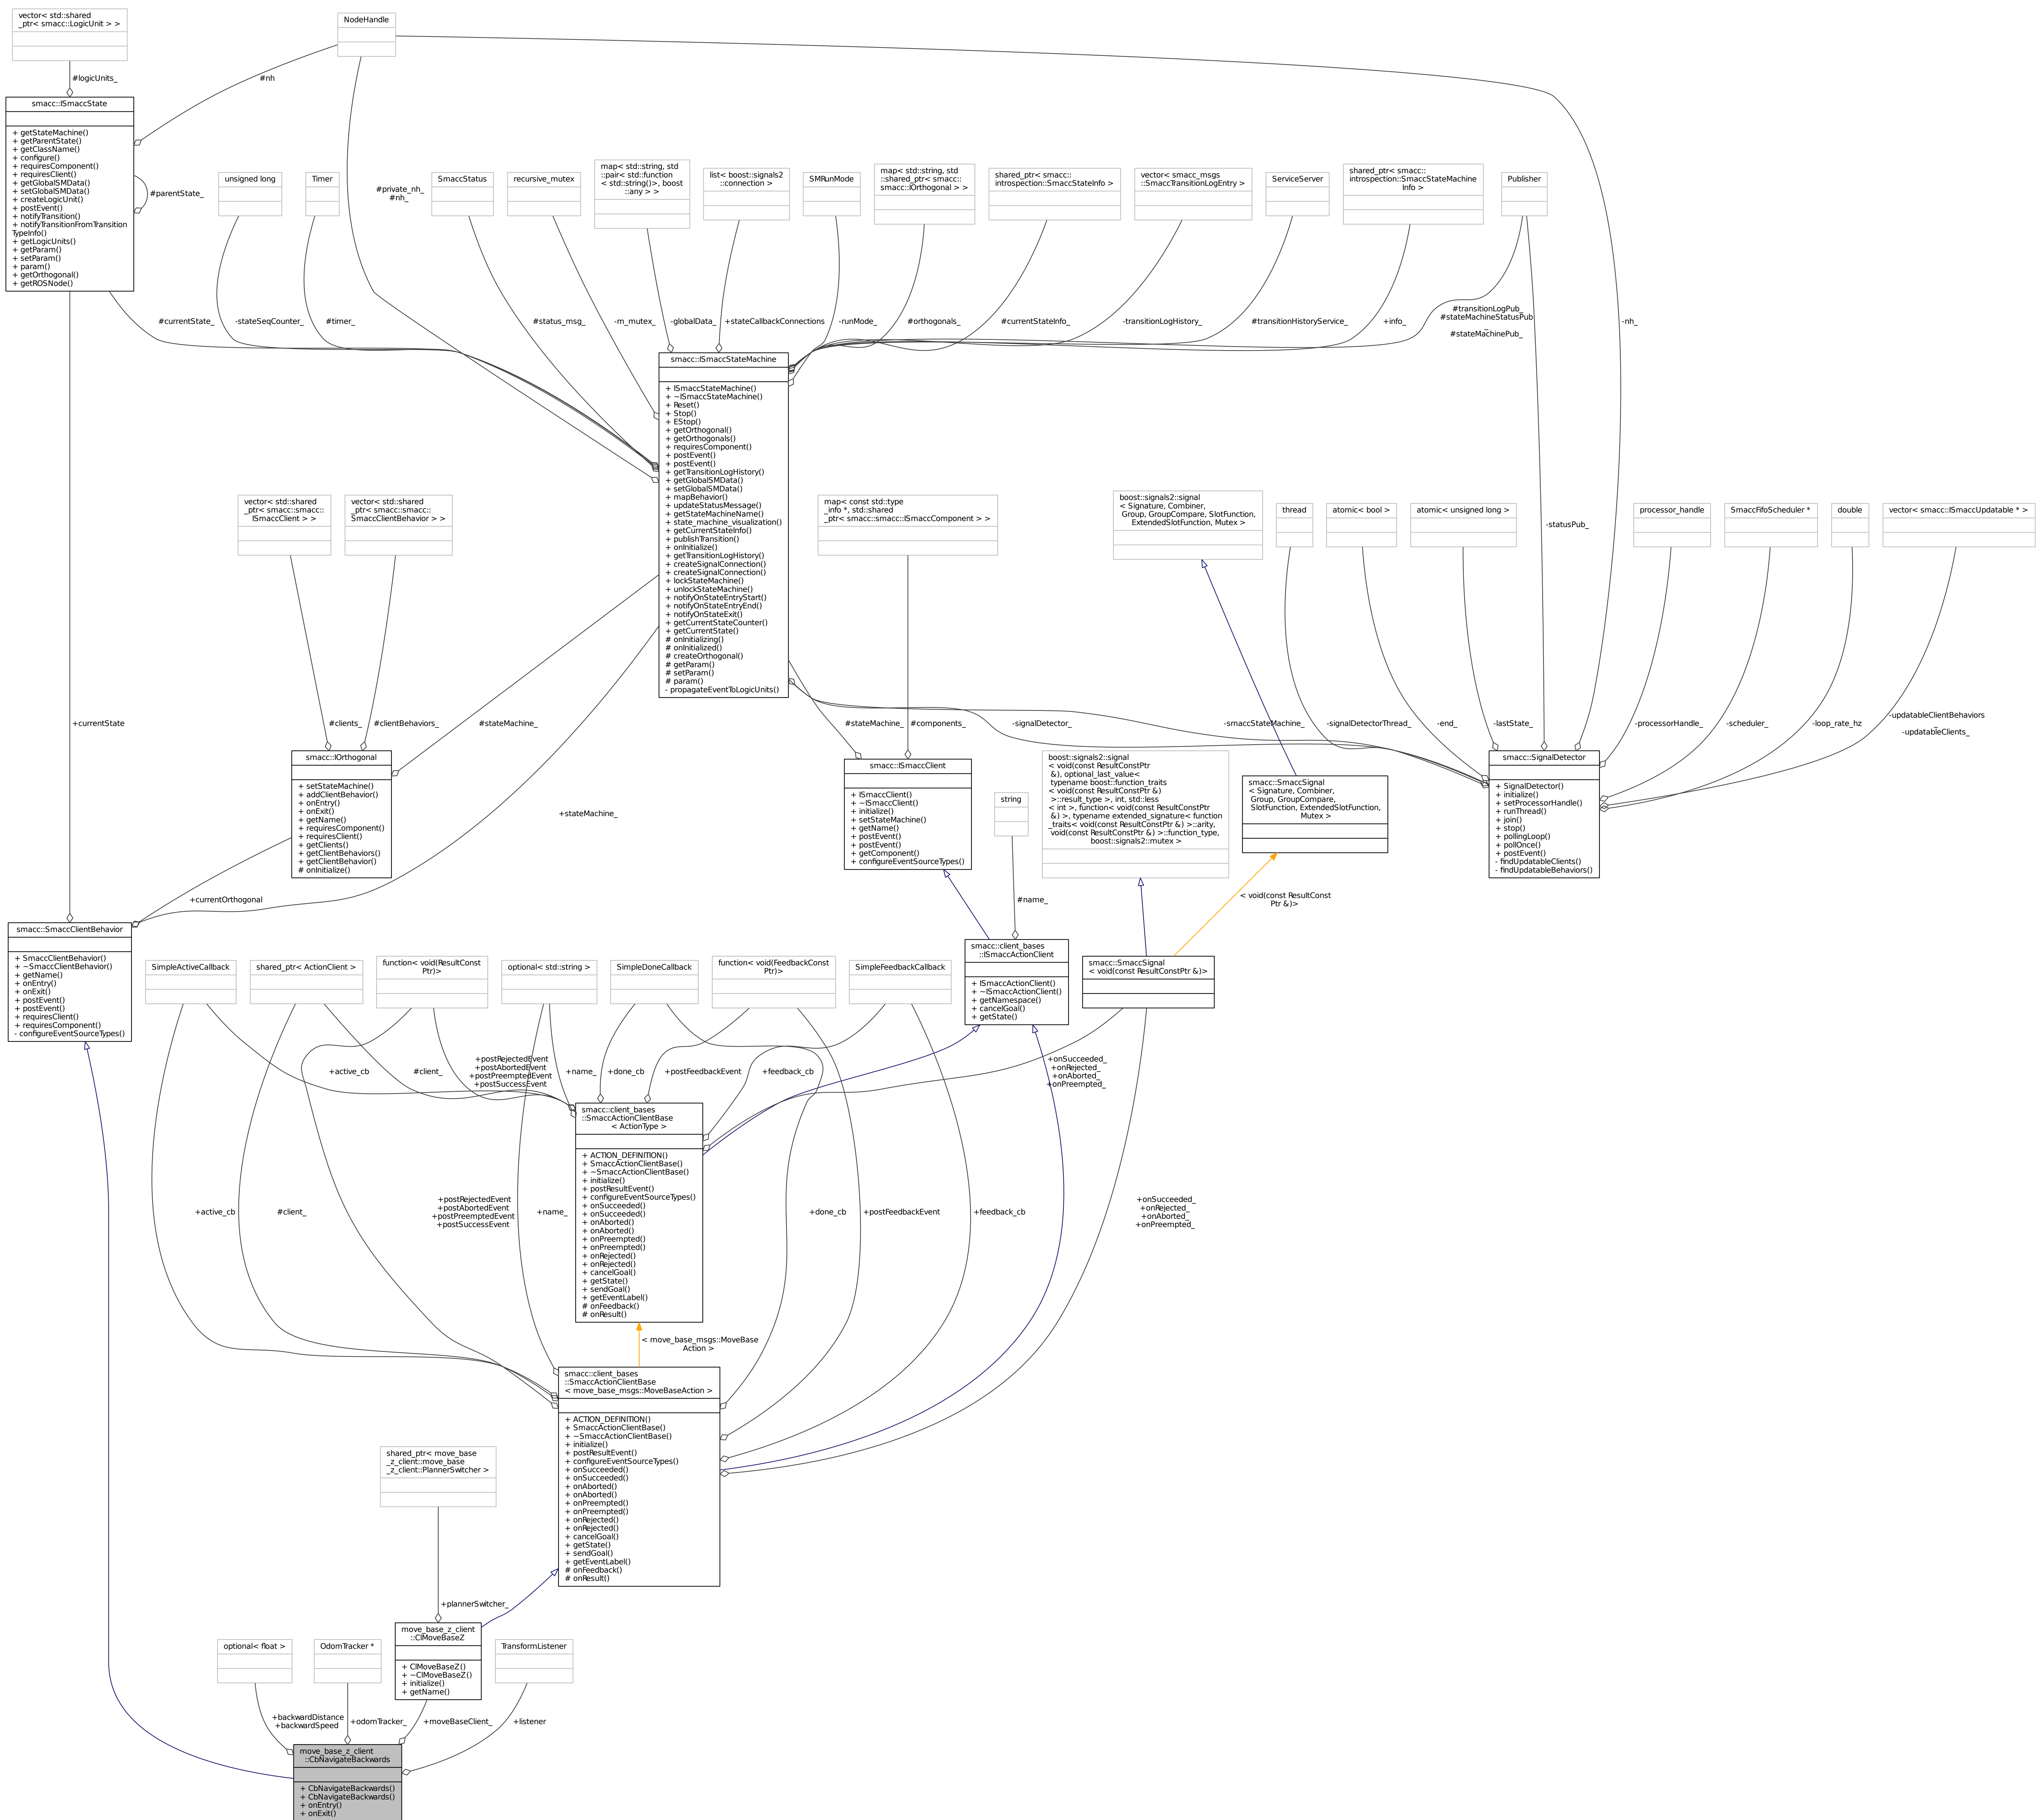 vector< std::shared
_ptr< smacc::LogicUnit > >
NodeHandle
#logicUnits_
#nh
smacc::ISmaccState
+ getStateMachine()
+ getParentState()
+ getClassName()
+ configure()
+ requiresComponent()
+ requiresClient()
+ getGlobalSMData()
+ setGlobalSMData()
+ createLogicUnit()
+ postEvent()
+ notifyTransition()
+ notifyTransitionFromTransition
TypeInfo()
+ getLogicUnits()
+ getParam()
+ setParam()
+ param()
+ getOrthogonal()
+ getROSNode()
#parentState_
unsigned long
Timer
#private_nh_
#nh_
SmaccStatus
recursive_mutex
map< std::string, std
::pair< std::function
< std::string()>, boost
::any > >
list< boost::signals2
::connection >
SMRunMode
map< std::string, std
::shared_ptr< smacc::
smacc::IOrthogonal > >
shared_ptr< smacc::
introspection::SmaccStateInfo >
vector< smacc_msgs
::SmaccTransitionLogEntry >
ServiceServer
shared_ptr< smacc::
introspection::SmaccStateMachine
Info >
Publisher
#currentState_
-stateSeqCounter_
#timer_
#status_msg_
-m_mutex_
-globalData_
+stateCallbackConnections
-runMode_
#orthogonals_
#currentStateInfo_
-transitionLogHistory_
#transitionHistoryService_
+info_
#transitionLogPub_
#stateMachineStatusPub
_
#stateMachinePub_
-nh_
smacc::ISmaccStateMachine
+ ISmaccStateMachine()
+ ~ISmaccStateMachine()
+ Reset()
+ Stop()
+ EStop()
+ getOrthogonal()
+ getOrthogonals()
+ requiresComponent()
+ postEvent()
+ postEvent()
+ getTransitionLogHistory()
+ getGlobalSMData()
+ setGlobalSMData()
+ mapBehavior()
+ updateStatusMessage()
+ getStateMachineName()
+ state_machine_visualization()
+ getCurrentStateInfo()
+ publishTransition()
+ onInitialize()
+ getTransitionLogHistory()
+ createSignalConnection()
+ createSignalConnection()
+ lockStateMachine()
+ unlockStateMachine()
+ notifyOnStateEntryStart()
+ notifyOnStateEntryEnd()
+ notifyOnStateExit()
+ getCurrentStateCounter()
+ getCurrentState()
# onInitializing()
# onInitialized()
# createOrthogonal()
# getParam()
# setParam()
# param()
- propagateEventToLogicUnits()
vector< std::shared
_ptr< smacc::smacc::
ISmaccClient > >
vector< std::shared
_ptr< smacc::smacc::
SmaccClientBehavior > >
map< const std::type
_info *, std::shared
_ptr< smacc::smacc::ISmaccComponent > >
boost::signals2::signal
< Signature, Combiner,
Group, GroupCompare, SlotFunction,
ExtendedSlotFunction, Mutex >
thread
atomic< bool >
atomic< unsigned long >
-statusPub_
processor_handle
SmaccFifoScheduler *
double
vector< smacc::ISmaccUpdatable * >
+currentState
#clients_
#clientBehaviors_
#stateMachine_
#stateMachine_
#components_
-signalDetector_
-smaccStateMachine_
-signalDetectorThread_
-end_
-lastState_
-processorHandle_
-scheduler_
-loop_rate_hz
-updatableClientBehaviors
_
-updatableClients_
smacc::IOrthogonal
+ setStateMachine()
+ addClientBehavior()
+ onEntry()
+ onExit()
+ getName()
+ requiresComponent()
+ requiresClient()
+ getClients()
+ getClientBehaviors()
+ getClientBehavior()
# onInitialize()
+stateMachine_
smacc::ISmaccClient
+ ISmaccClient()
+ ~ISmaccClient()
+ initialize()
+ setStateMachine()
+ getName()
+ postEvent()
+ postEvent()
+ getComponent()
+ configureEventSourceTypes()
string
boost::signals2::signal
< void(const ResultConstPtr
&), optional_last_value<
typename boost::function_traits
< void(const ResultConstPtr &)
>::result_type >, int, std::less
< int >, function< void(const ResultConstPtr
&) >, typename extended_signature< function
_traits< void(const ResultConstPtr &) >::arity,
void(const ResultConstPtr &) >::function_type,
boost::signals2::mutex >
smacc::SmaccSignal
< Signature, Combiner,
Group, GroupCompare,
SlotFunction, ExtendedSlotFunction,
Mutex >
smacc::SignalDetector
+ SignalDetector()
+ initialize()
+ setProcessorHandle()
+ runThread()
+ join()
+ stop()
+ pollingLoop()
+ pollOnce()
+ postEvent()
- findUpdatableClients()
- findUpdatableBehaviors()
+currentOrthogonal
#name_
< void(const ResultConst
Ptr &)>
smacc::SmaccClientBehavior
+ SmaccClientBehavior()
+ ~SmaccClientBehavior()
+ getName()
+ onEntry()
+ onExit()
+ postEvent()
+ postEvent()
+ requiresClient()
+ requiresComponent()
- configureEventSourceTypes()
SimpleActiveCallback
shared_ptr< ActionClient >
function< void(ResultConst
Ptr)>
optional< std::string >
SimpleDoneCallback
function< void(FeedbackConst
Ptr)>
SimpleFeedbackCallback
smacc::client_bases
::ISmaccActionClient
+ ISmaccActionClient()
+ ~ISmaccActionClient()
+ getNamespace()
+ cancelGoal()
+ getState()
smacc::SmaccSignal
< void(const ResultConstPtr &)>
+active_cb
#client_
+postRejectedEvent
+postAbortedEvent
+postPreemptedEvent
+postSuccessEvent
+name_
+done_cb
+postFeedbackEvent
+feedback_cb
+onSucceeded_
+onRejected_
+onAborted_
+onPreempted_
smacc::client_bases
::SmaccActionClientBase
< ActionType >
+ ACTION_DEFINITION()
+ SmaccActionClientBase()
+ ~SmaccActionClientBase()
+ initialize()
+ postResultEvent()
+ configureEventSourceTypes()
+ onSucceeded()
+ onSucceeded()
+ onAborted()
+ onAborted()
+ onPreempted()
+ onPreempted()
+ onRejected()
+ onRejected()
+ cancelGoal()
+ getState()
+ sendGoal()
+ getEventLabel()
# onFeedback()
# onResult()
+active_cb
#client_
+postRejectedEvent
+postAbortedEvent
+postPreemptedEvent
+postSuccessEvent
+name_
+done_cb
+postFeedbackEvent
+feedback_cb
+onSucceeded_
+onRejected_
+onAborted_
+onPreempted_
< move_base_msgs::MoveBase
Action >
smacc::client_bases
::SmaccActionClientBase
< move_base_msgs::MoveBaseAction >
+ ACTION_DEFINITION()
+ SmaccActionClientBase()
+ ~SmaccActionClientBase()
+ initialize()
+ postResultEvent()
+ configureEventSourceTypes()
+ onSucceeded()
+ onSucceeded()
+ onAborted()
+ onAborted()
+ onPreempted()
+ onPreempted()
+ onRejected()
+ onRejected()
+ cancelGoal()
+ getState()
+ sendGoal()
+ getEventLabel()
# onFeedback()
# onResult()
shared_ptr< move_base
_z_client::move_base
_z_client::PlannerSwitcher >
+plannerSwitcher_
optional< float >
OdomTracker *
move_base_z_client
::ClMoveBaseZ
+ ClMoveBaseZ()
+ ~ClMoveBaseZ()
+ initialize()
+ getName()
TransformListener
+backwardDistance
+backwardSpeed
+odomTracker_
+moveBaseClient_
+listener
move_base_z_client
::CbNavigateBackwards
+ CbNavigateBackwards()
+ CbNavigateBackwards()
+ onEntry()
+ onExit()